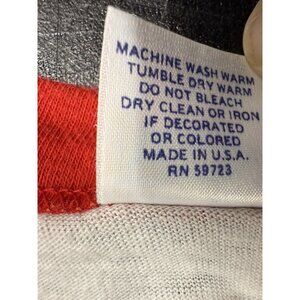 MACHINE WASH WARM
TUMBLE DRY WARM
DO NOT BLEACH
DRY CLEAN OR IRON
IF DECORATED
OR COLORED
MADE IN U.S.A.
RN 59723